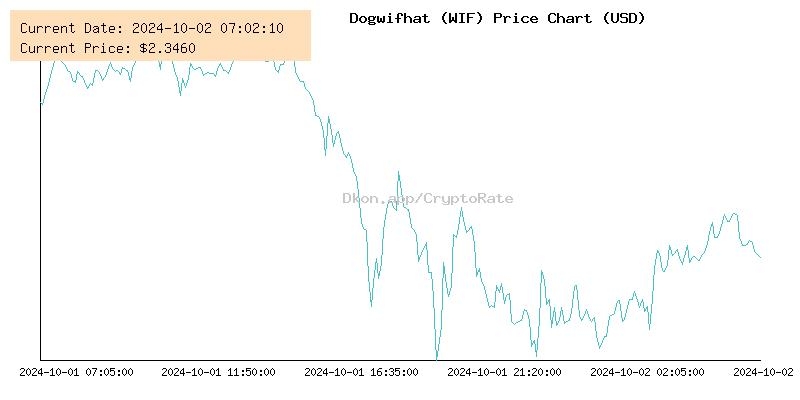 Dogwifhat (WIF) Price Chart (USD)
Current Date: 2024-10-02 07:02:10
Current Price: $2.3460
Dkon.app/CryptoRate
2024-10-01 07:05:00 2024-10-01 11:50:00 2024-10-01 16:35:00 2024-10-01 21:20:00 2024-10-02 02:05:00 2024-10-02